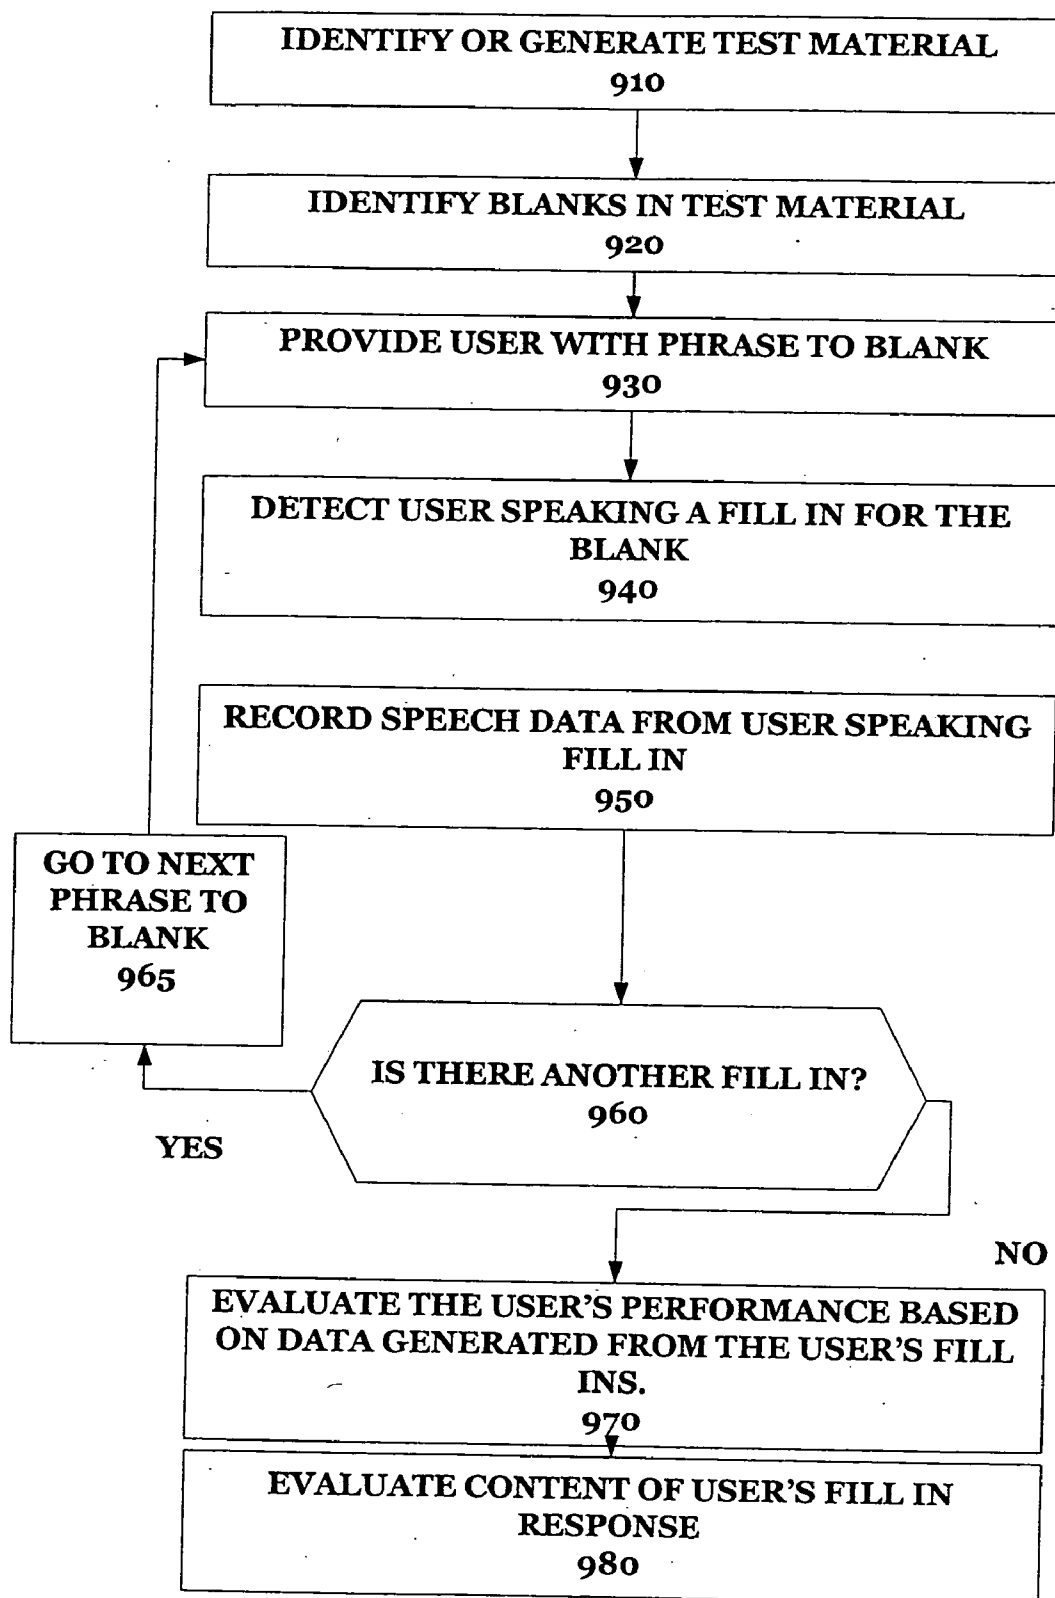 IDENTIFY OR GENERATE TEST MATERIAL
910
IDENTIFY BLANKS IN TEST MATERIAL
920
PROVIDE USER WITH PHRASE TO BLANK
930
DETECT USER SPEAKING A FILL IN FOR THE
BLANK
940
RECORD SPEECH DATA FROM USER SPEAKING
FILL IN
950
GO TO NEXT
PHRASE TO
BLANK
965
IS THERE ANOTHER FILL IN?
960
YES
NO
EVALUATE THE USER'S PERFORMANCE BASED
ON DATA GENERATED FROM THE USER'S FILL
INS.
970
EVALUATE CONTENT OF USER'S FILL IN
RESPONSE
980